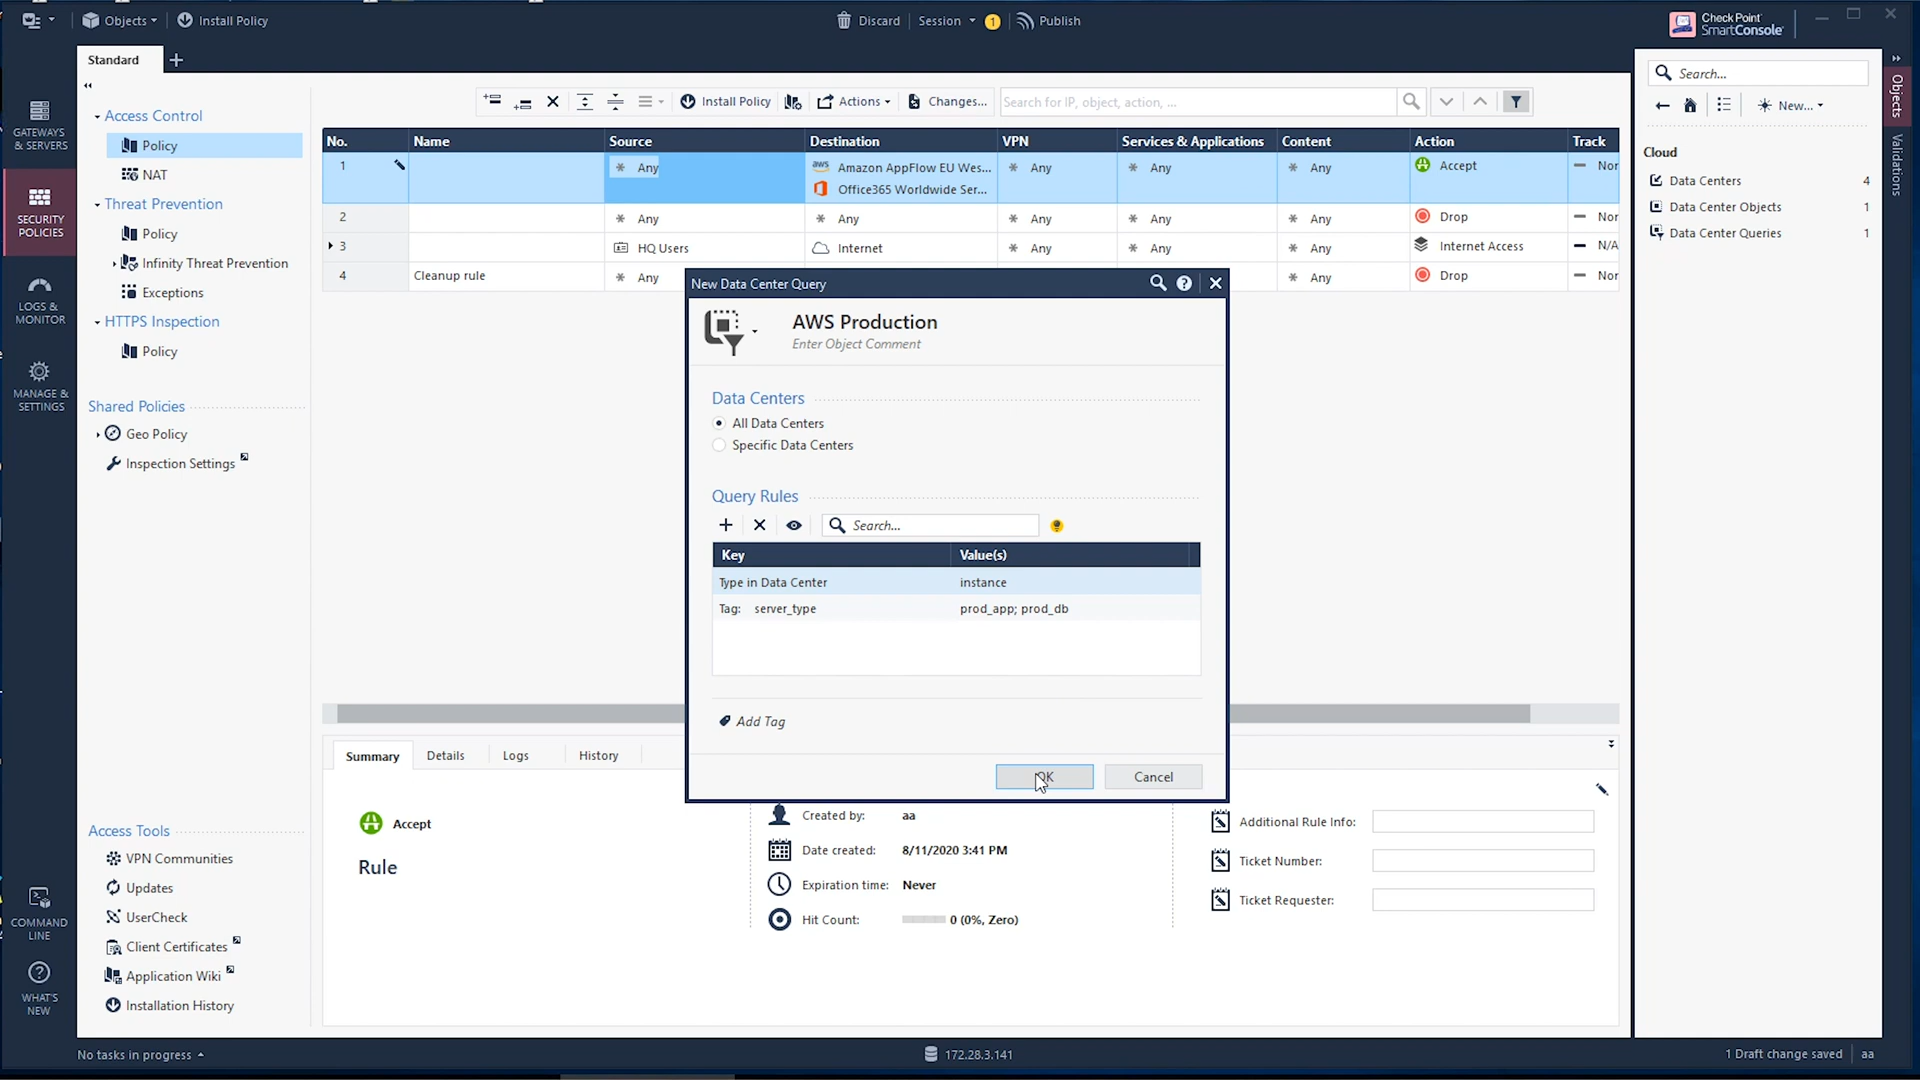 Objects
Install Policy
Discard
Session
1
Publish
Check Point
SmartConsole
Standard
Access Control
Policy
NAT
Threat Prevention
Policy
Infinity Threat Prevention
Exceptions
HTTPS Inspection
Policy
Shared Policies
Geo Policy
Inspection Settings
Access Tools
VPN Communities
Updates
UserCheck
Client Certificates
Application Wiki
Installation History
GATEWAYS
& SERVERS
SECURITY
POLICIES
LOGS &
MONITOR
MANAGE &
SETTINGS
COMMAND
LINE
WHAT'S
NEW
Install Policy
Actions
Changes...
Search for IP, object, action, ...
No. Name Source Destination VPN Services & Applications Content Action Track
1 Any Amazon AppFlow EU Wes... Any Any Any Accept Nor
Office365 Worldwide Ser...
2 Any Any Any Any Any Drop Nor
3 HQ Users Internet Any Any Any Internet Access N/A
4 Cleanup rule Any Any Drop Nor
New Data Center Query
AWS Production
Enter Object Comment
Data Centers
All Data Centers
Specific Data Centers
Query Rules
Search...
Key Value(s)
Type in Data Center instance
Tag: server_type prod_app; prod_db
Add Tag
OK
Cancel
Summary
Details
Logs
History
Accept
Rule
Created by: aa
Date created: 8/11/2020 3:41 PM
Expiration time: Never
Hit Count: 0 (0%, Zero)
Additional Rule Info:
Ticket Number:
Ticket Requester:
Search...
New...
Cloud
Data Centers 4
Data Center Objects 1
Data Center Queries 1
Objects
Validations
No tasks in progress
172.28.3.141
1 Draft change saved
aa